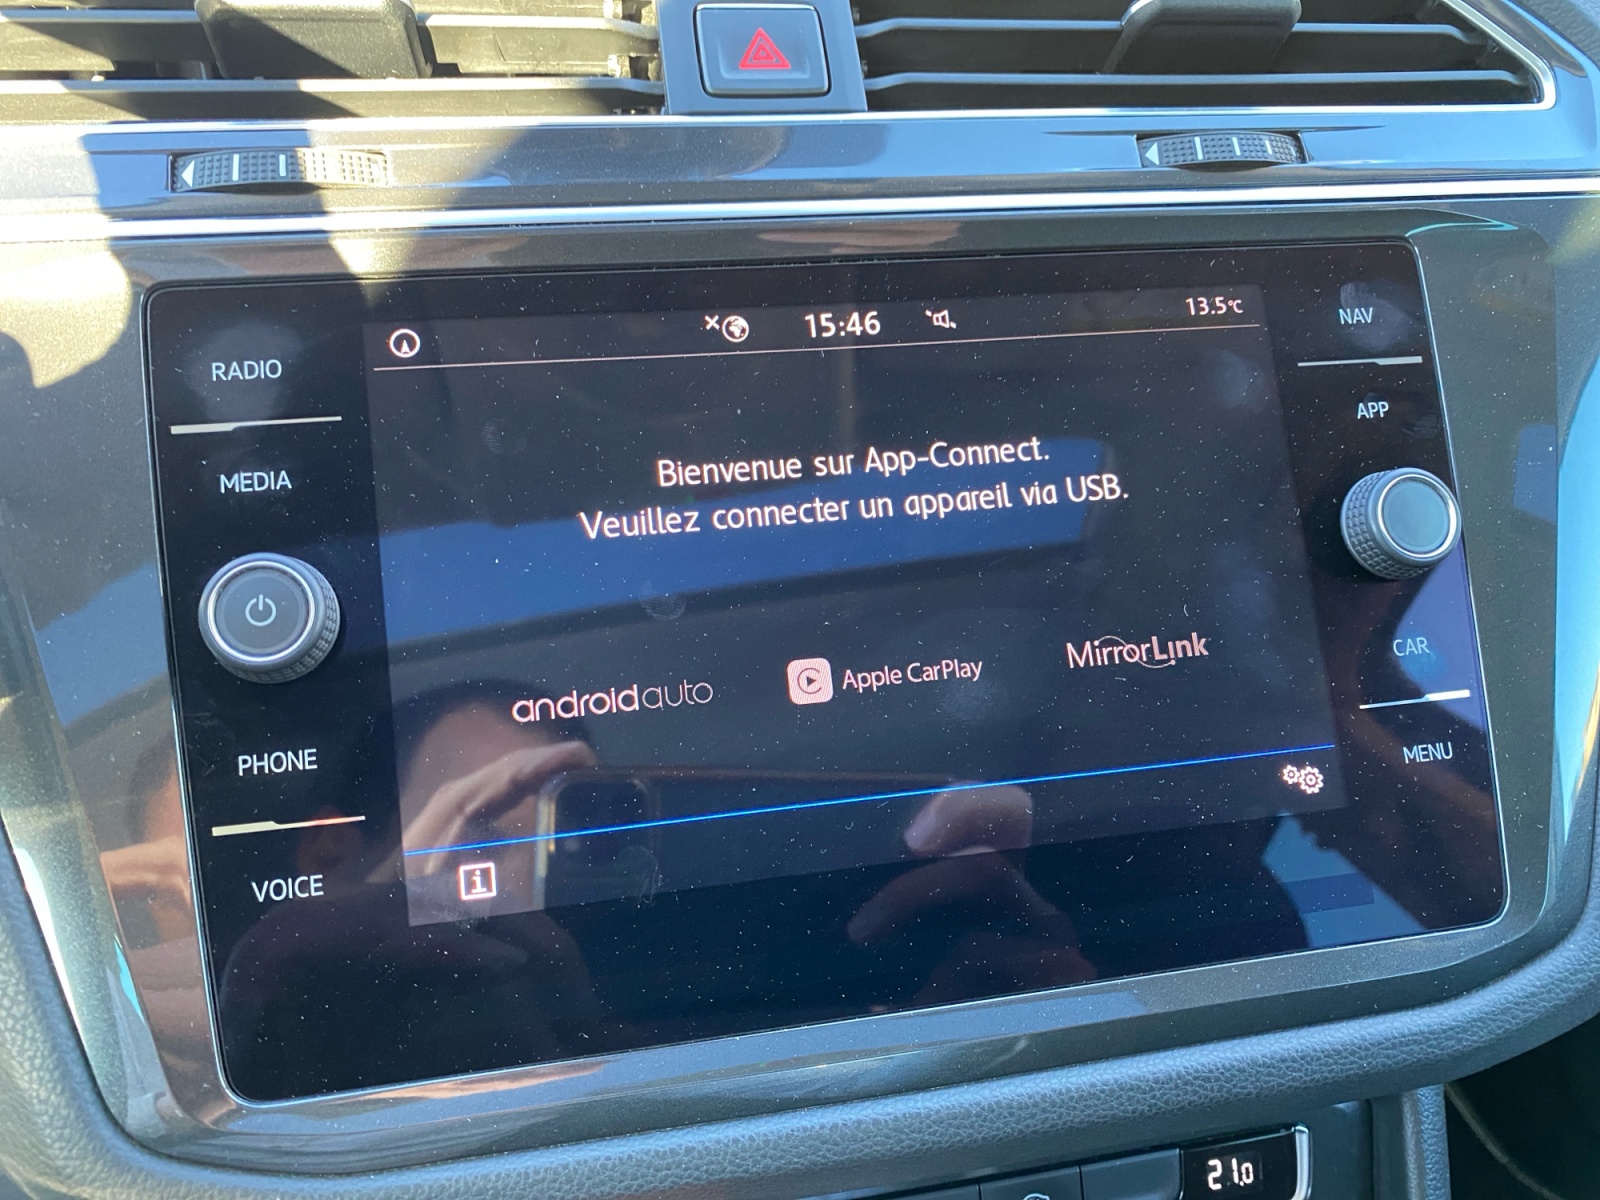 15:46
13.5°C
NAV
RADIO
APP
MEDIA
Bienvenue sur App-Connect.
Veuillez connecter un appareil via USB.
androidauto
Apple CarPlay
MirrorLink
CAR
PHONE
MENU
VOICE
i
21.0